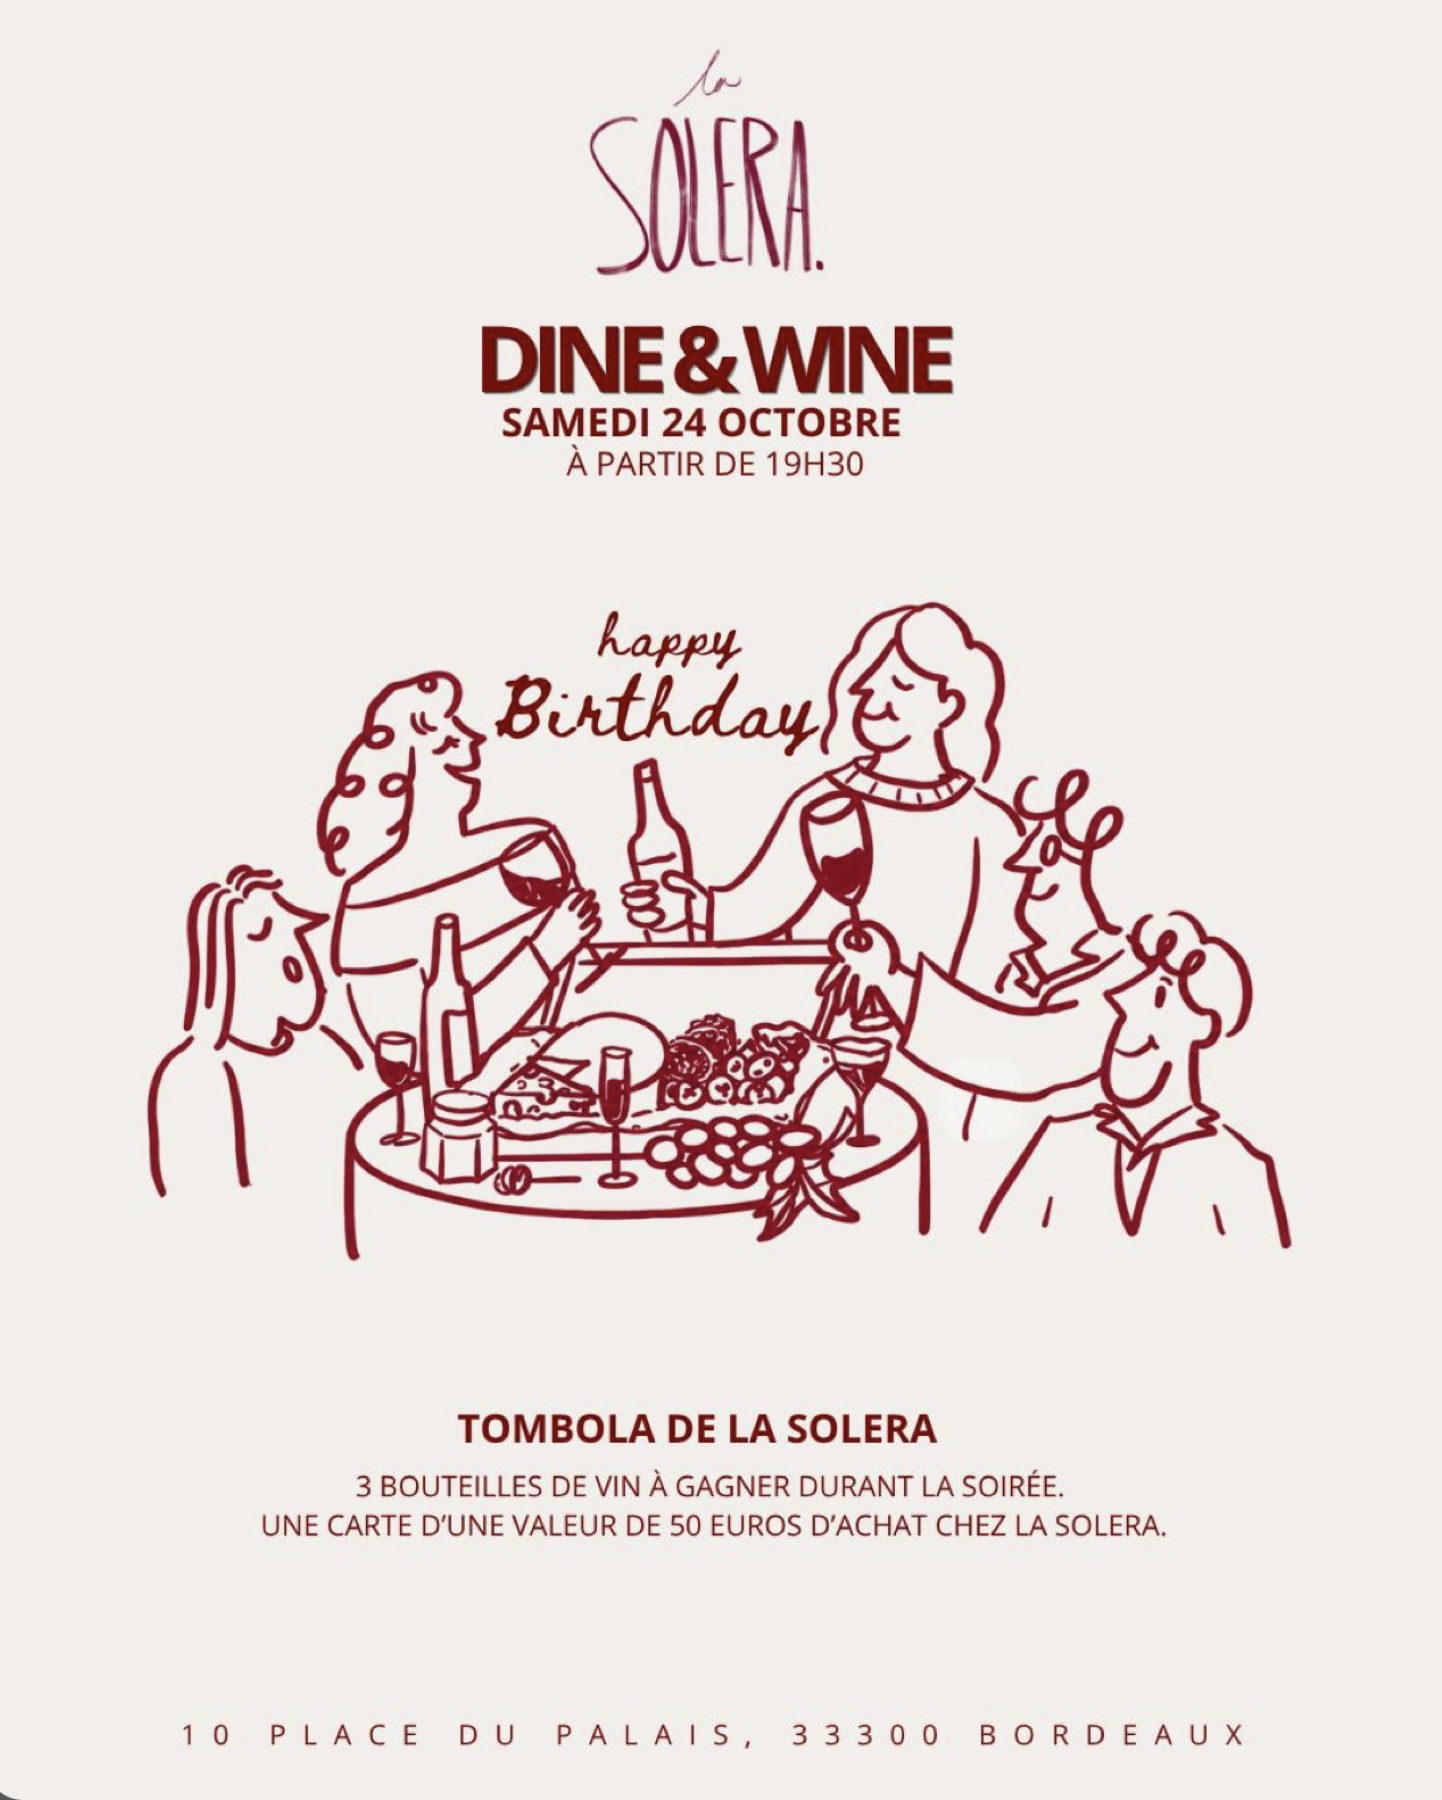 la
SOLERA.
DINE & WINE
SAMEDI 24 OCTOBRE
À PARTIR DE 19H30
happy
Birthday
TOMBOLA DE LA SOLERA
3 BOUTEILLES DE VIN À GAGNER DURANT LA SOIRÉE.
UNE CARTE D’UNE VALEUR DE 50 EUROS D’ACHAT CHEZ LA SOLERA.
10 PLACE DU PALAIS, 33300 BORDEAUX